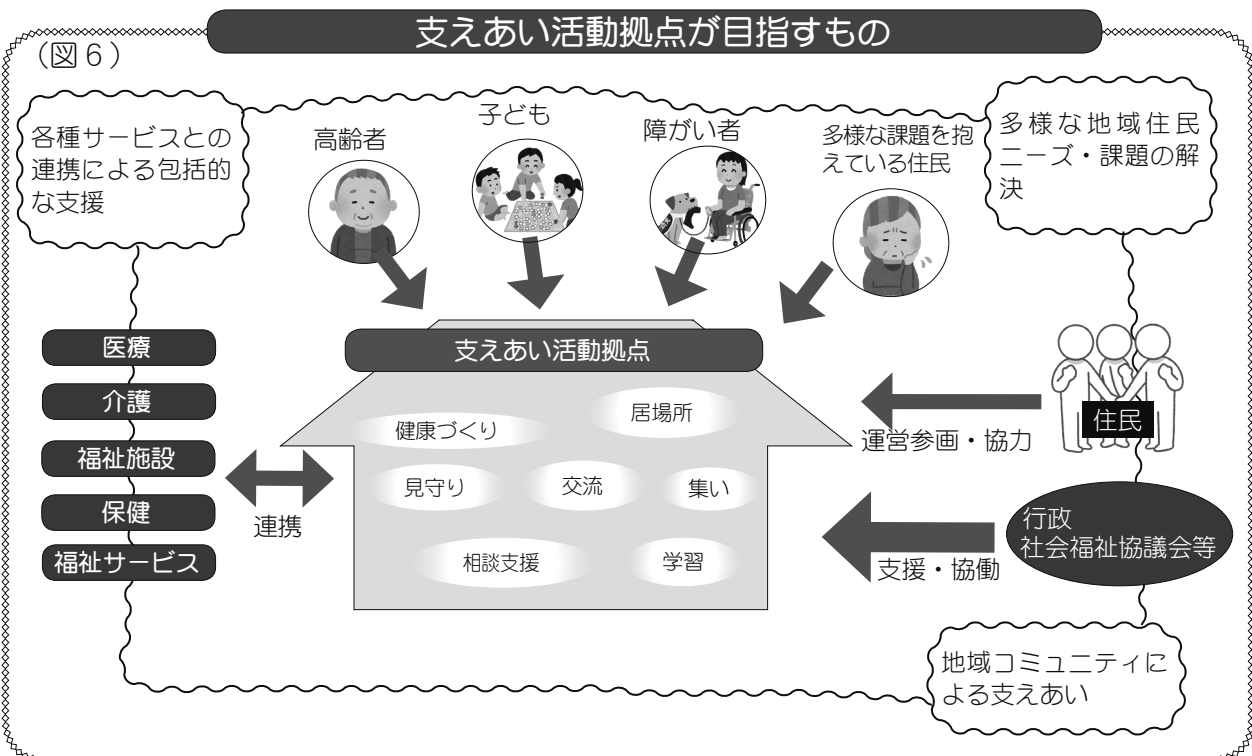 支えあい活動拠点が目指すもの
（図６）
各種サービスとの
連携による包括的
な支援
高齢者
子ども
障がい者
多様な課題を抱
えている住民
多様な地域住民
ニーズ・課題の解
決
医療
介護
福祉施設
保健
福祉サービス
連携
支えあい活動拠点
健康づくり
居場所
見守り
交流
集い
相談支援
学習
住民
運営参画・協力
行政
社会福祉協議会等
支援・協働
地域コミュニティに
よる支えあい